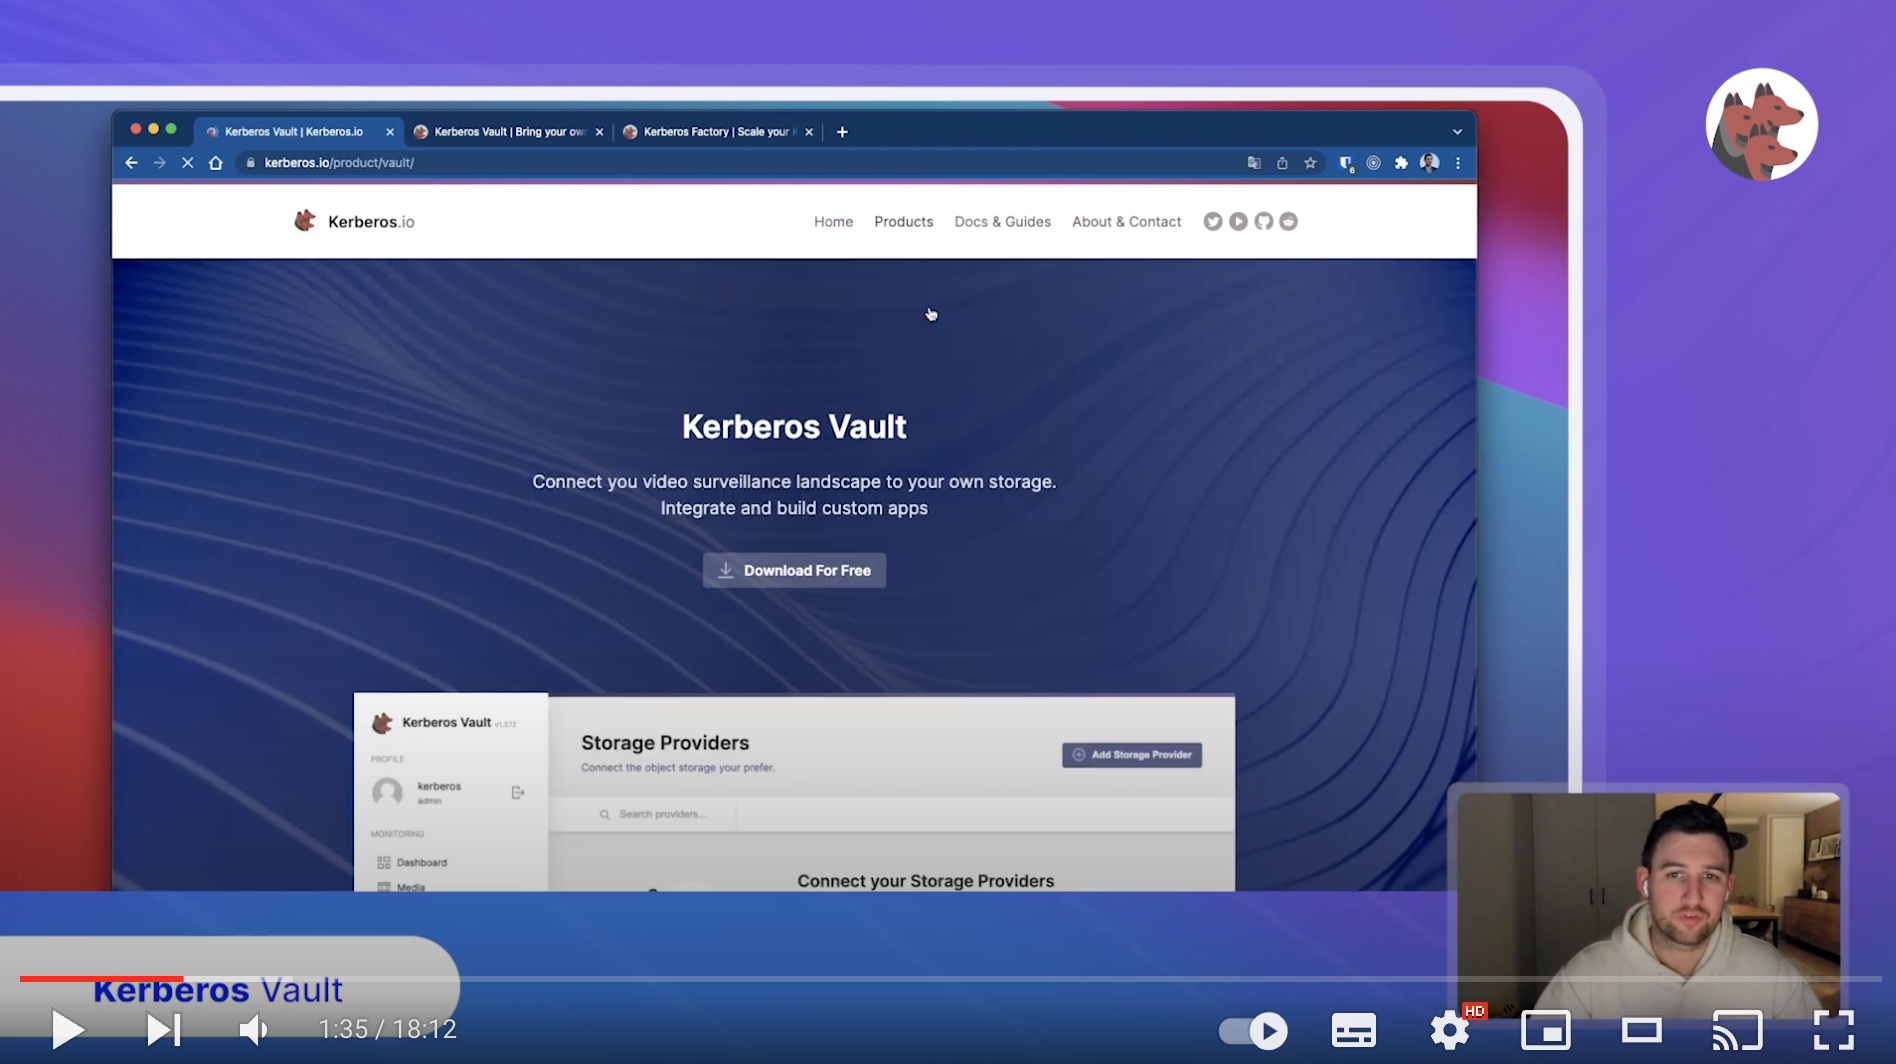 Kerberos Vault | Kerberos.io
Kerberos Vault | Bring your own
Kerberos Factory | Scale your
kerberos.io/product/vault/
6
Kerberos.io
Home
Products
Docs & Guides
About & Contact
Kerberos Vault
Connect you video surveillance landscape to your own storage.
Integrate and build custom apps
Download For Free
Kerberos Vault v1.3.12
PROFILE
kerberos
admin
MONITORING
Dashboard
Media
Storage Providers
Connect the object storage your prefer.
Add Storage Provider
Search providers...
Connect your Storage Providers
Kerberos Vault
1:35 / 18:12
HD